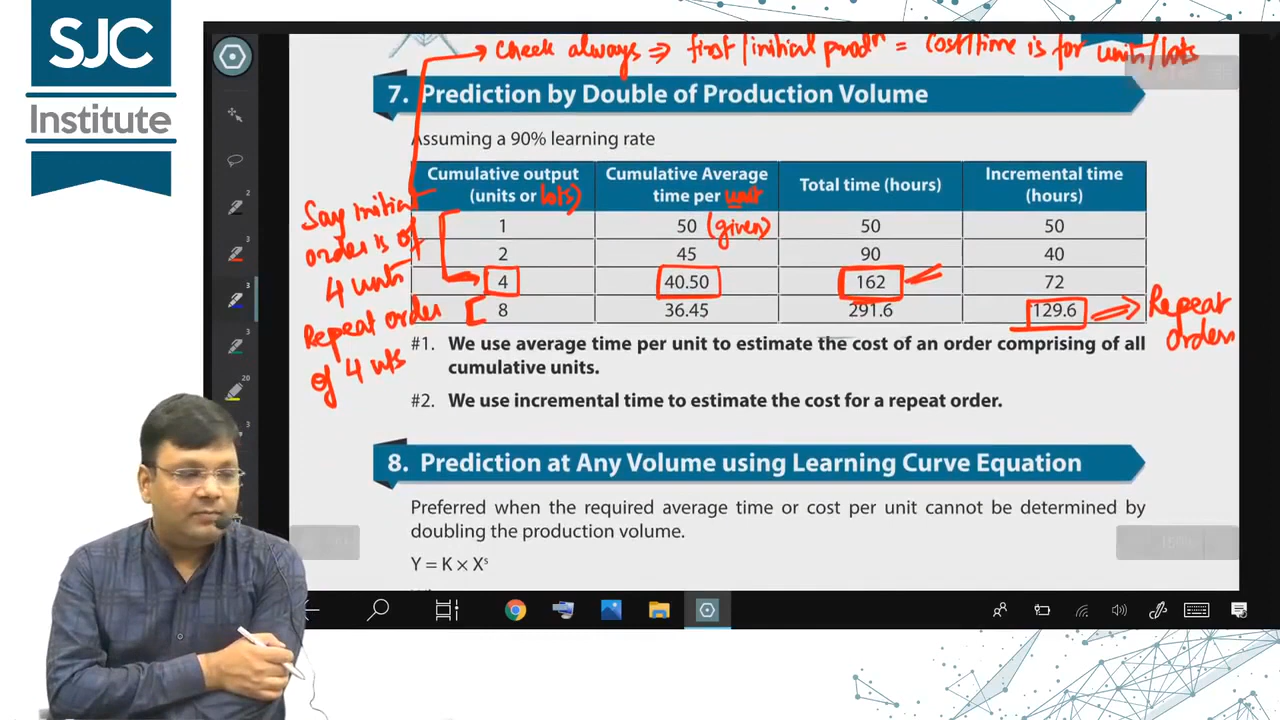 SJC
Institute
→ Check always ⇒ first/initial prodn = cost/time is for units/lots
7. Prediction by Double of Production Volume
Assuming a 90% learning rate
Cumulative output (units or lots) | Cumulative Average time per unit | Total time (hours) | Incremental time (hours)
1 | 50 (given) | 50 | 50
2 | 45 | 90 | 40
4 | 40.50 | 162 | 72
8 | 36.45 | 291.6 | 129.6
Say initial
order is of
4 units
Repeat order
of 4 uts
Repeat
orders
#1. We use average time per unit to estimate the cost of an order comprising of all
cumulative units.
#2. We use incremental time to estimate the cost for a repeat order.
8. Prediction at Any Volume using Learning Curve Equation
Preferred when the required average time or cost per unit cannot be determined by
doubling the production volume.
Y = K × Xˢ